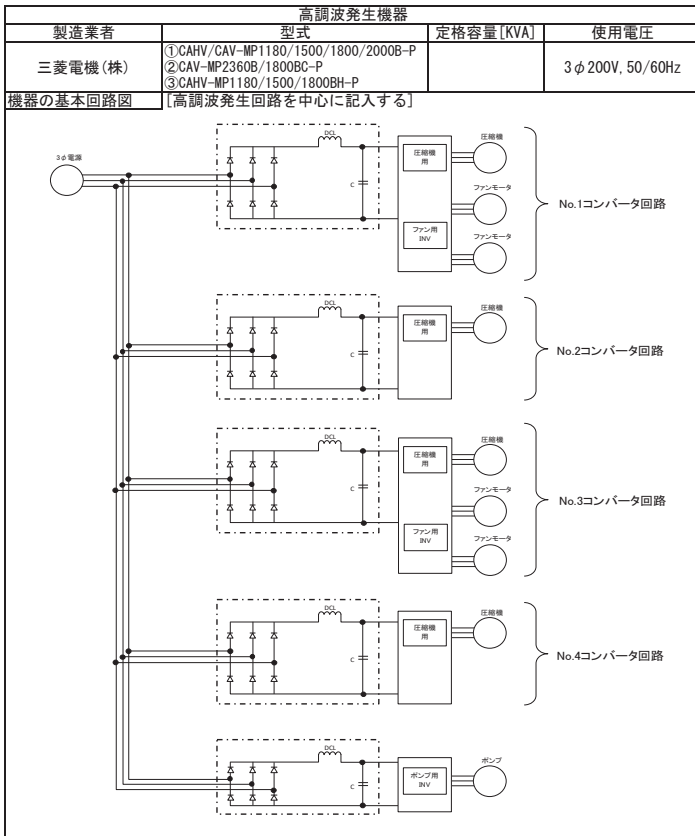 高調波発生機器
製造業者 型式 定格容量[KVA] 使用電圧
三菱電機(株)
①CAHV/CAV-MP1180/1500/1800/2000B-P
②CAV-MP2360B/1800BC-P
③CAHV-MP1180/1500/1800BH-P
3φ200V, 50/60Hz
機器の基本回路図 [高調波発生回路を中心に記入する]
3φ電源
DCL
C
圧縮機
用
ファン用
INV
圧縮機
ファンモータ
ファンモータ
No.1コンバータ回路
DCL
C
圧縮機
用
圧縮機
No.2コンバータ回路
DCL
C
圧縮機
用
ファン用
INV
圧縮機
ファンモータ
ファンモータ
No.3コンバータ回路
DCL
C
圧縮機
用
圧縮機
No.4コンバータ回路
DCL
C
ポンプ用
INV
ポンプ